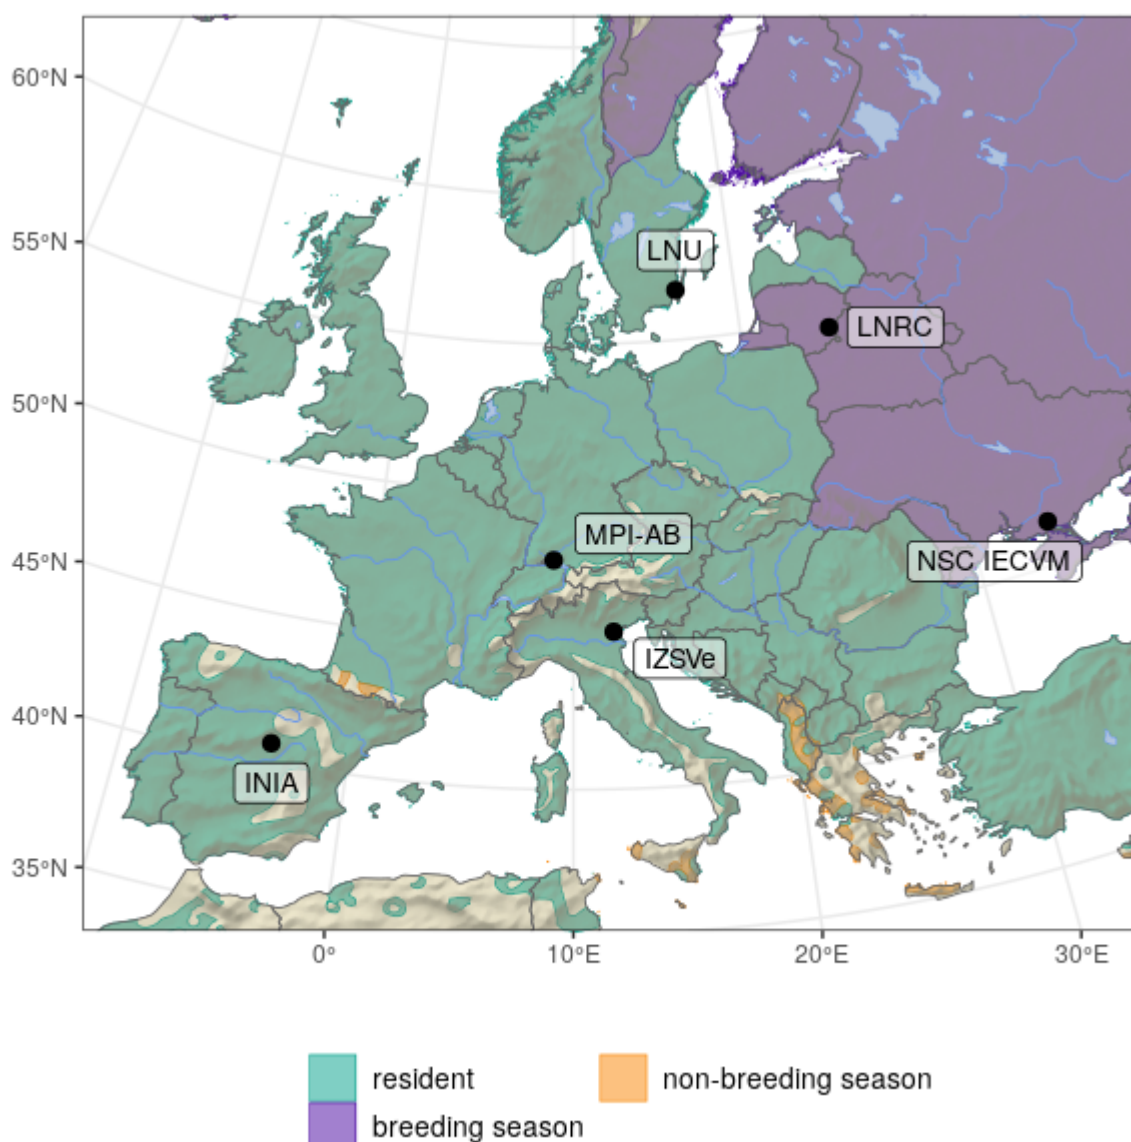 60°N
55°N
50°N
45°N
40°N
35°N
LNU
LNRC
MPI-AB
NSC IECVM
IZSVe
INIA
0°
10°E
20°E
30°E
resident
non-breeding season
breeding season